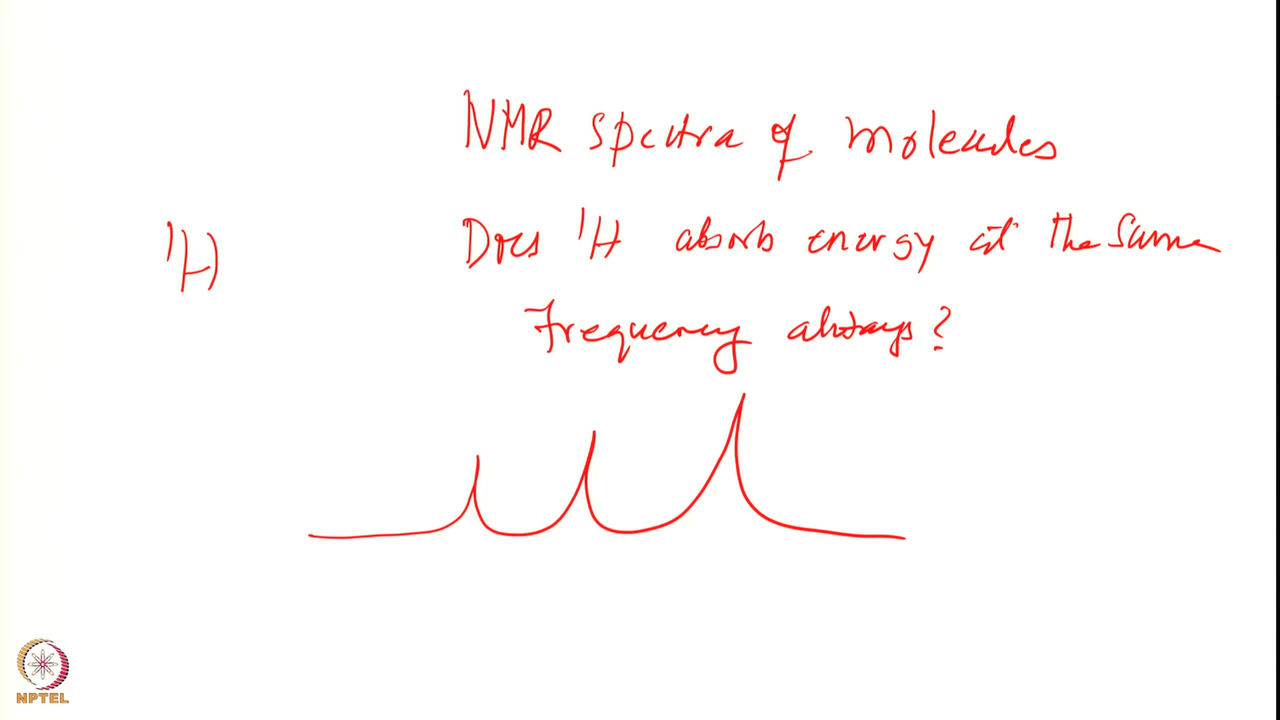 NMR spectra of molecules
¹H
Does ¹H absorb energy at the same
frequency always?
NPTEL